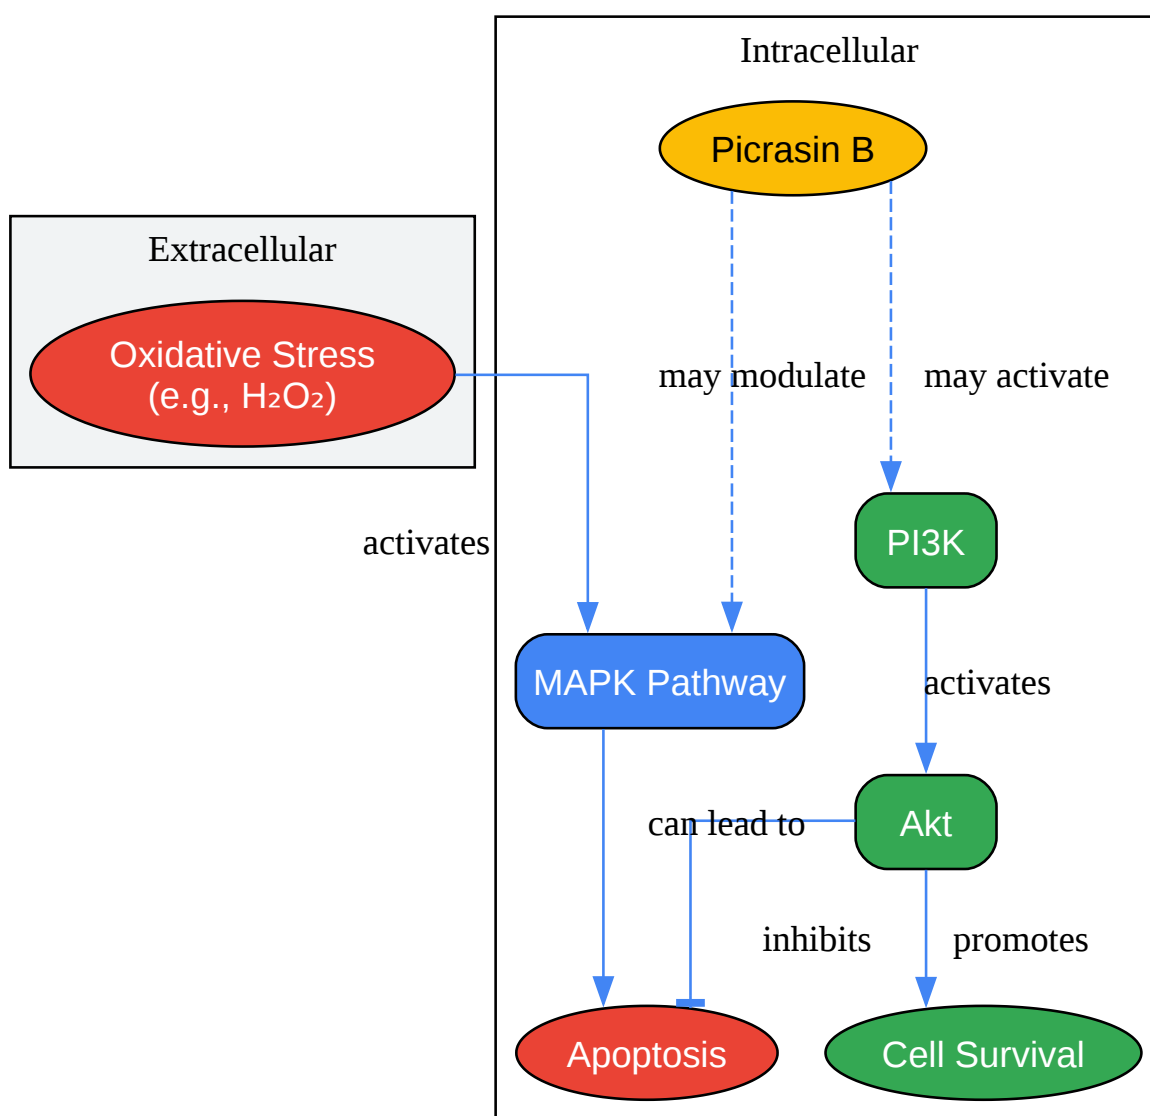 Intracellular
Picrasin B
Extracellular
Oxidative Stress
(e.g., H₂O₂)
may modulate
may activate
activates
PI3K
MAPK Pathway
activates
can lead to
Akt
inhibits
promotes
Apoptosis
Cell Survival